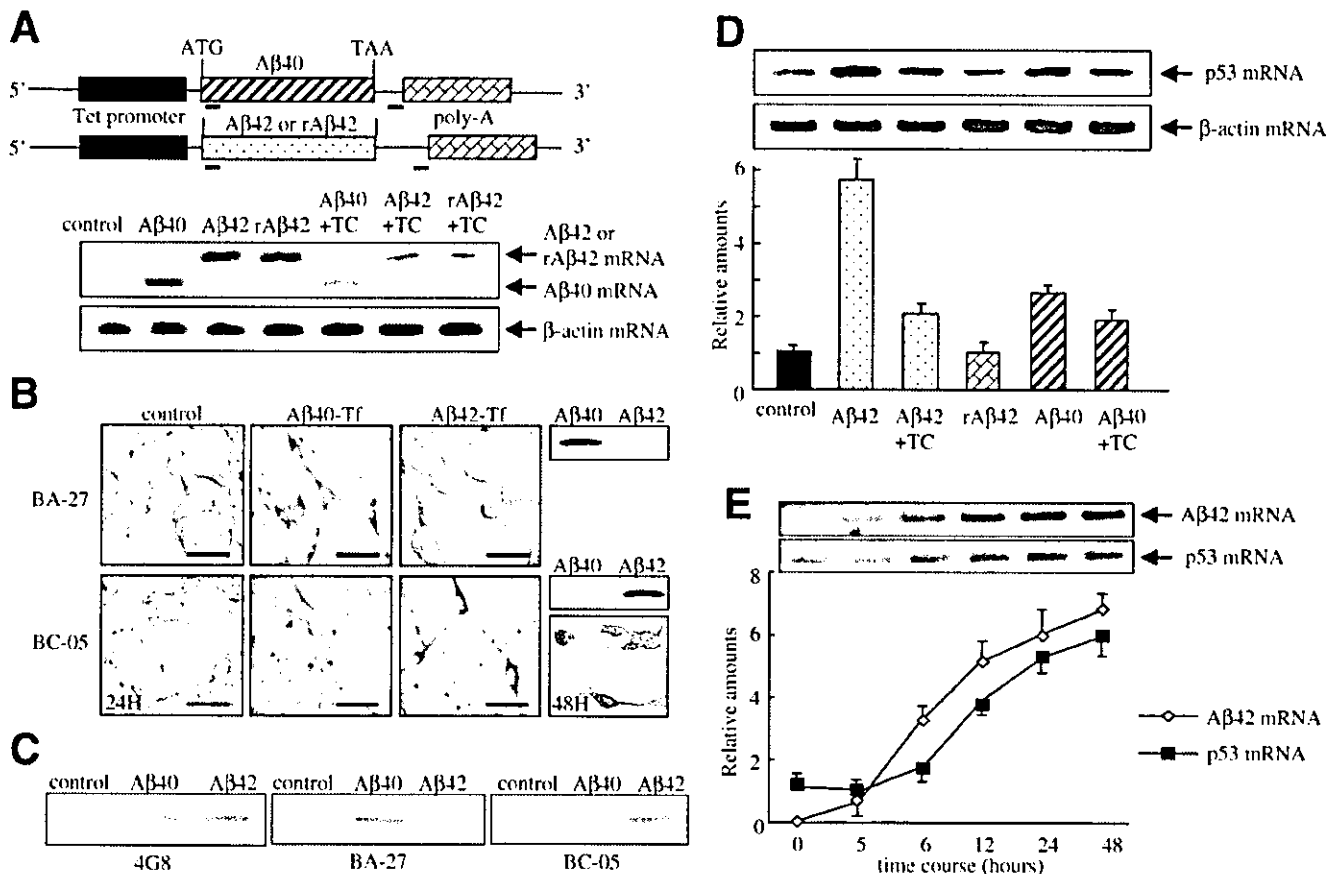 A
ATG TAA
Aβ40
5' 3'
Tet promoter Aβ42 or rAβ42 poly-A
5' 3'
control Aβ40 Aβ42 rAβ42 Aβ40 +TC Aβ42 +TC rAβ42 +TC
Aβ42 or
rAβ42 mRNA
Aβ40 mRNA
β-actin mRNA
B
control Aβ40-Tf Aβ42-Tf Aβ40 Aβ42
BA-27
Aβ40 Aβ42
BC-05
24H 48H
C
control Aβ40 Aβ42 control Aβ40 Aβ42 control Aβ40 Aβ42
4G8 BA-27 BC-05
D
p53 mRNA
β-actin mRNA
Relative amounts
6
4
2
0
control Aβ42 Aβ42 +TC rAβ42 Aβ40 Aβ40 +TC
E
Aβ42 mRNA
p53 mRNA
Relative amounts
8
6
4
2
0
0 5 6 12 24 48
time course (hours)
Aβ42 mRNA
p53 mRNA